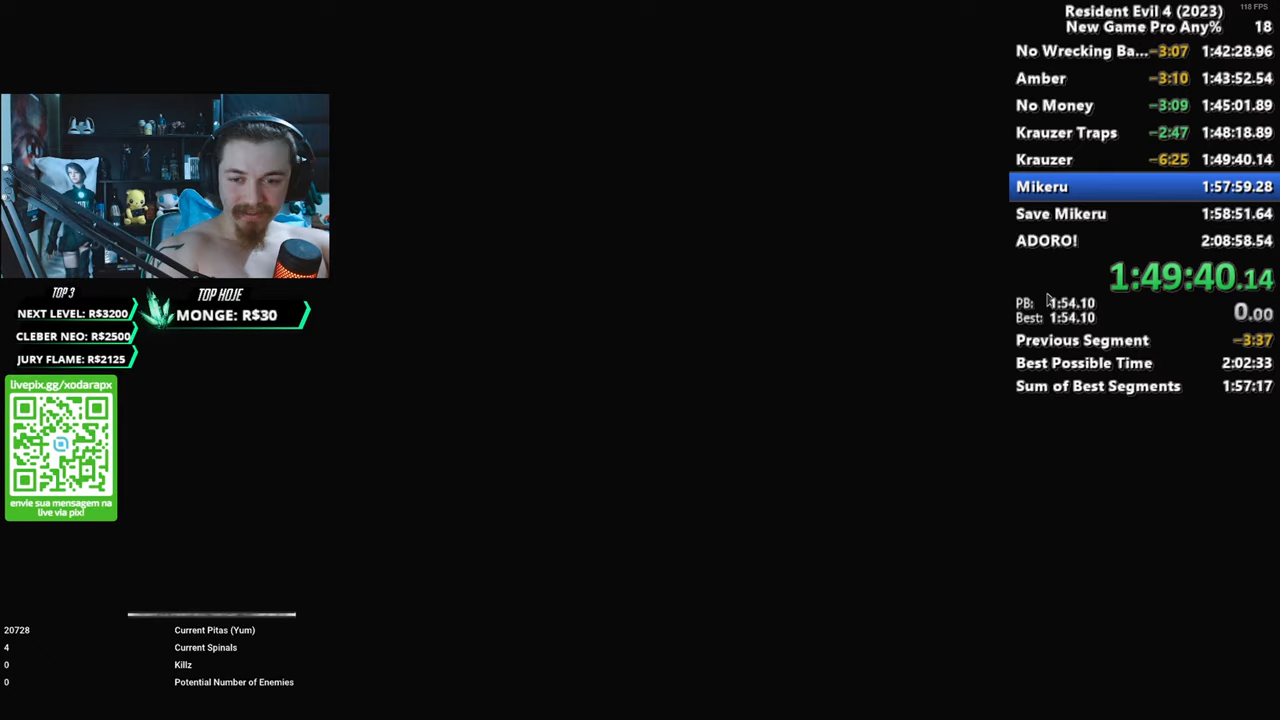 118 FPS
Resident Evil 4 (2023)
New Game Pro Any% 18
No Wrecking Ba... −3:07 1:42:28.96
Amber −3:10 1:43:52.54
No Money −3:09 1:45:01.89
Krauzer Traps −2:47 1:48:18.89
Krauzer −6:25 1:49:40.14
Mikeru 1:57:59.28
Save Mikeru 1:58:51.64
ADORO! 2:08:58.54
1:49:40.14
PB: 1:54.10
Best: 1:54.10
0.00
Previous Segment −3:37
Best Possible Time 2:02:33
Sum of Best Segments 1:57:17
TOP 3
NEXT LEVEL: R$3200
CLEBER NEO: R$2500
JURY FLAME: R$2125
TOP HOJE
MONGE: R$30
livepix.gg/xodarapx
envie sua mensagem na
live via pix!
20728 Current Pitas (Yum)
4 Current Spinals
0 Killz
0 Potential Number of Enemies